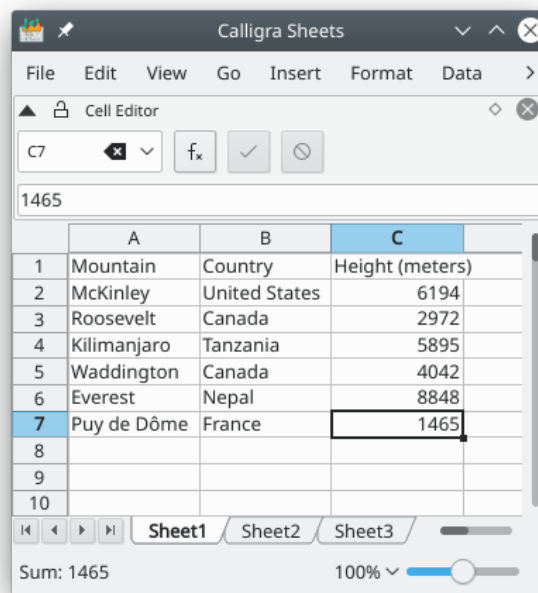 Calligra Sheets
File Edit View Go Insert Format Data
Cell Editor
C7 fx
1465
A B C
1 Mountain Country Height (meters)
2 McKinley United States 6194
3 Roosevelt Canada 2972
4 Kilimanjaro Tanzania 5895
5 Waddington Canada 4042
6 Everest Nepal 8848
7 Puy de Dôme France 1465
8
9
10
Sheet1 Sheet2 Sheet3
Sum: 1465 100%